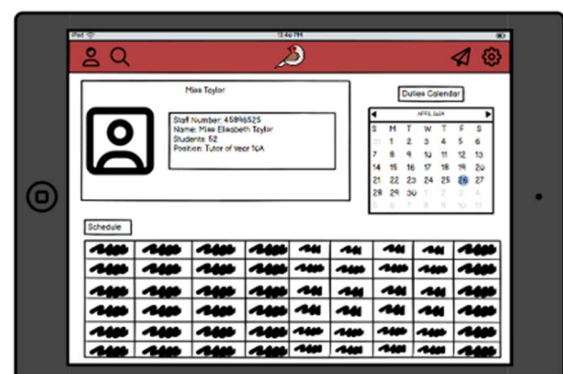 iPad 12:46 PM
Miss Taylor
Duties Calendar
Staff Number: 45896525
Name: Miss Elisabeth Taylor
Students: 52
Position: Tutor of Year 10A
APRIL 2024
S M T W T F S
31 1 2 3 4 5 6
7 8 9 10 11 12 13
14 15 16 17 18 19 20
21 22 23 24 25 26 27
28 29 30 1 2 3 4
5 6 7 8 9 10 11
Schedule